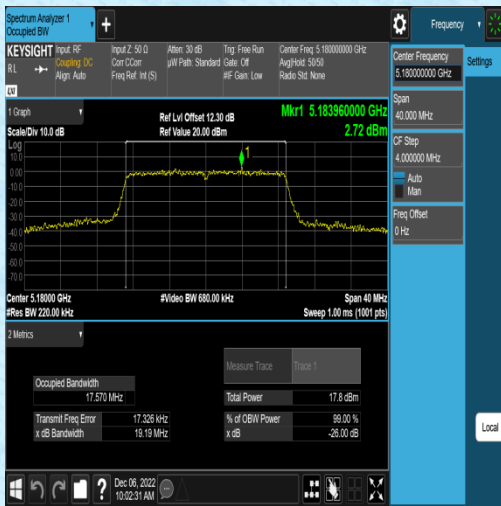 Spectrum Analyzer 1
Occupied BW
Frequency
KEYSIGHT
RL
LXI
Input: RF
Coupling: DC
Align: Auto
Input Z: 50 Ω
Corr CCorr
Freq Ref: Int (S)
Atten: 30 dB
µW Path: Standard
Trig: Free Run
Gate: Off
#IF Gain: Low
Center Freq: 5.180000000 GHz
Avg|Hold: 50/50
Radio Std: None
Center Frequency
5.180000000 GHz
Settings
Span
40.000 MHz
CF Step
4.000000 MHz
Auto
Man
Freq Offset
0 Hz
Local
1 Graph
Scale/Div 10.0 dB
Ref Lvl Offset 12.30 dB
Ref Value 20.00 dBm
Mkr1 5.183960000 GHz
2.72 dBm
Log
10.0
0.00
-10.0
-20.0
-30.0
-40.0
-50.0
-60.0
-70.0
1
Center 5.18000 GHz
#Res BW 220.00 kHz
#Video BW 680.00 kHz
Span 40 MHz
Sweep 1.00 ms (1001 pts)
2 Metrics
Measure Trace
Trace 1
Occupied Bandwidth
17.570 MHz
Total Power
17.8 dBm
Transmit Freq Error
17.326 kHz
% of OBW Power
99.00 %
x dB Bandwidth
19.19 MHz
x dB
-26.00 dB
?
Dec 06, 2022
10:02:31 AM